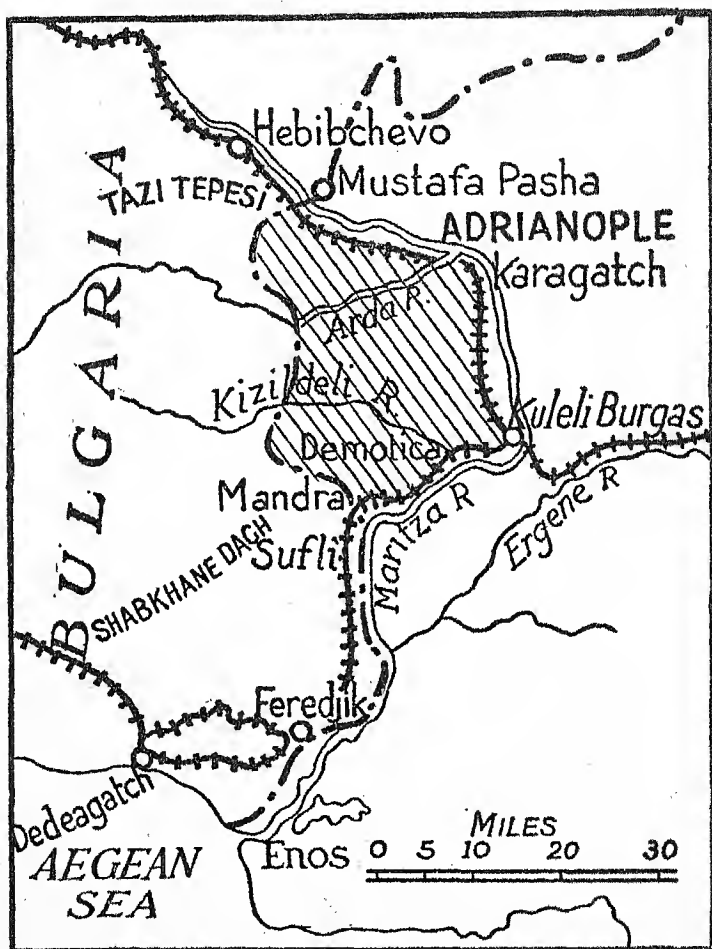 Hebibchevo
TAZI TEPESI
Mustafa Pasha
ADRIANOPLE
Karagatch
BULGARIA
Arda R.
Kizildeli R.
Kuleli Burgas
Demotica
Mandra
Maritza R
Ergene R
Sufli
SHABKHANE DAGH
Feredjik
Dedeagatch
Enos
AEGEAN
SEA
MILES
0 5 10 20 30